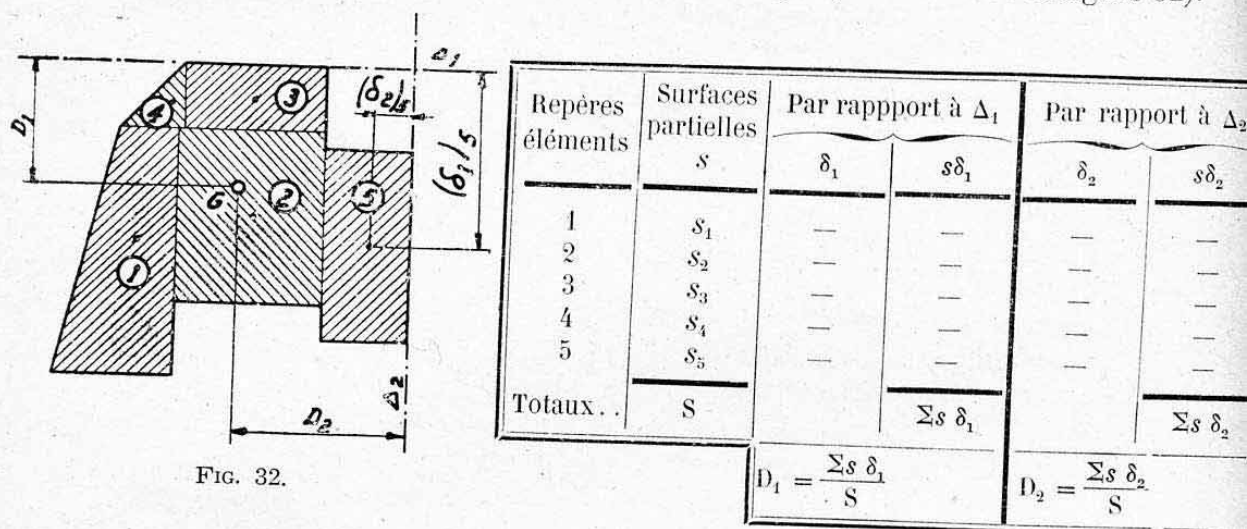 Δ1
D1
(δ2)5
(δ1)5
4
3
G
2
5
1
D2
Δ2
FIG. 32.
Repères éléments
Surfaces partielles
s
Par rappport à Δ₁
Par rapport à Δ₂
δ₁ sδ₁ δ₂ sδ₂
1 s₁ — — — —
2 s₂ — — — —
3 s₃ — — — —
4 s₄ — — — —
5 s₅ — — — —
Totaux.. S Σs δ₁ Σs δ₂
D₁ = Σs δ₁ / S
D₂ = Σs δ₂ / S